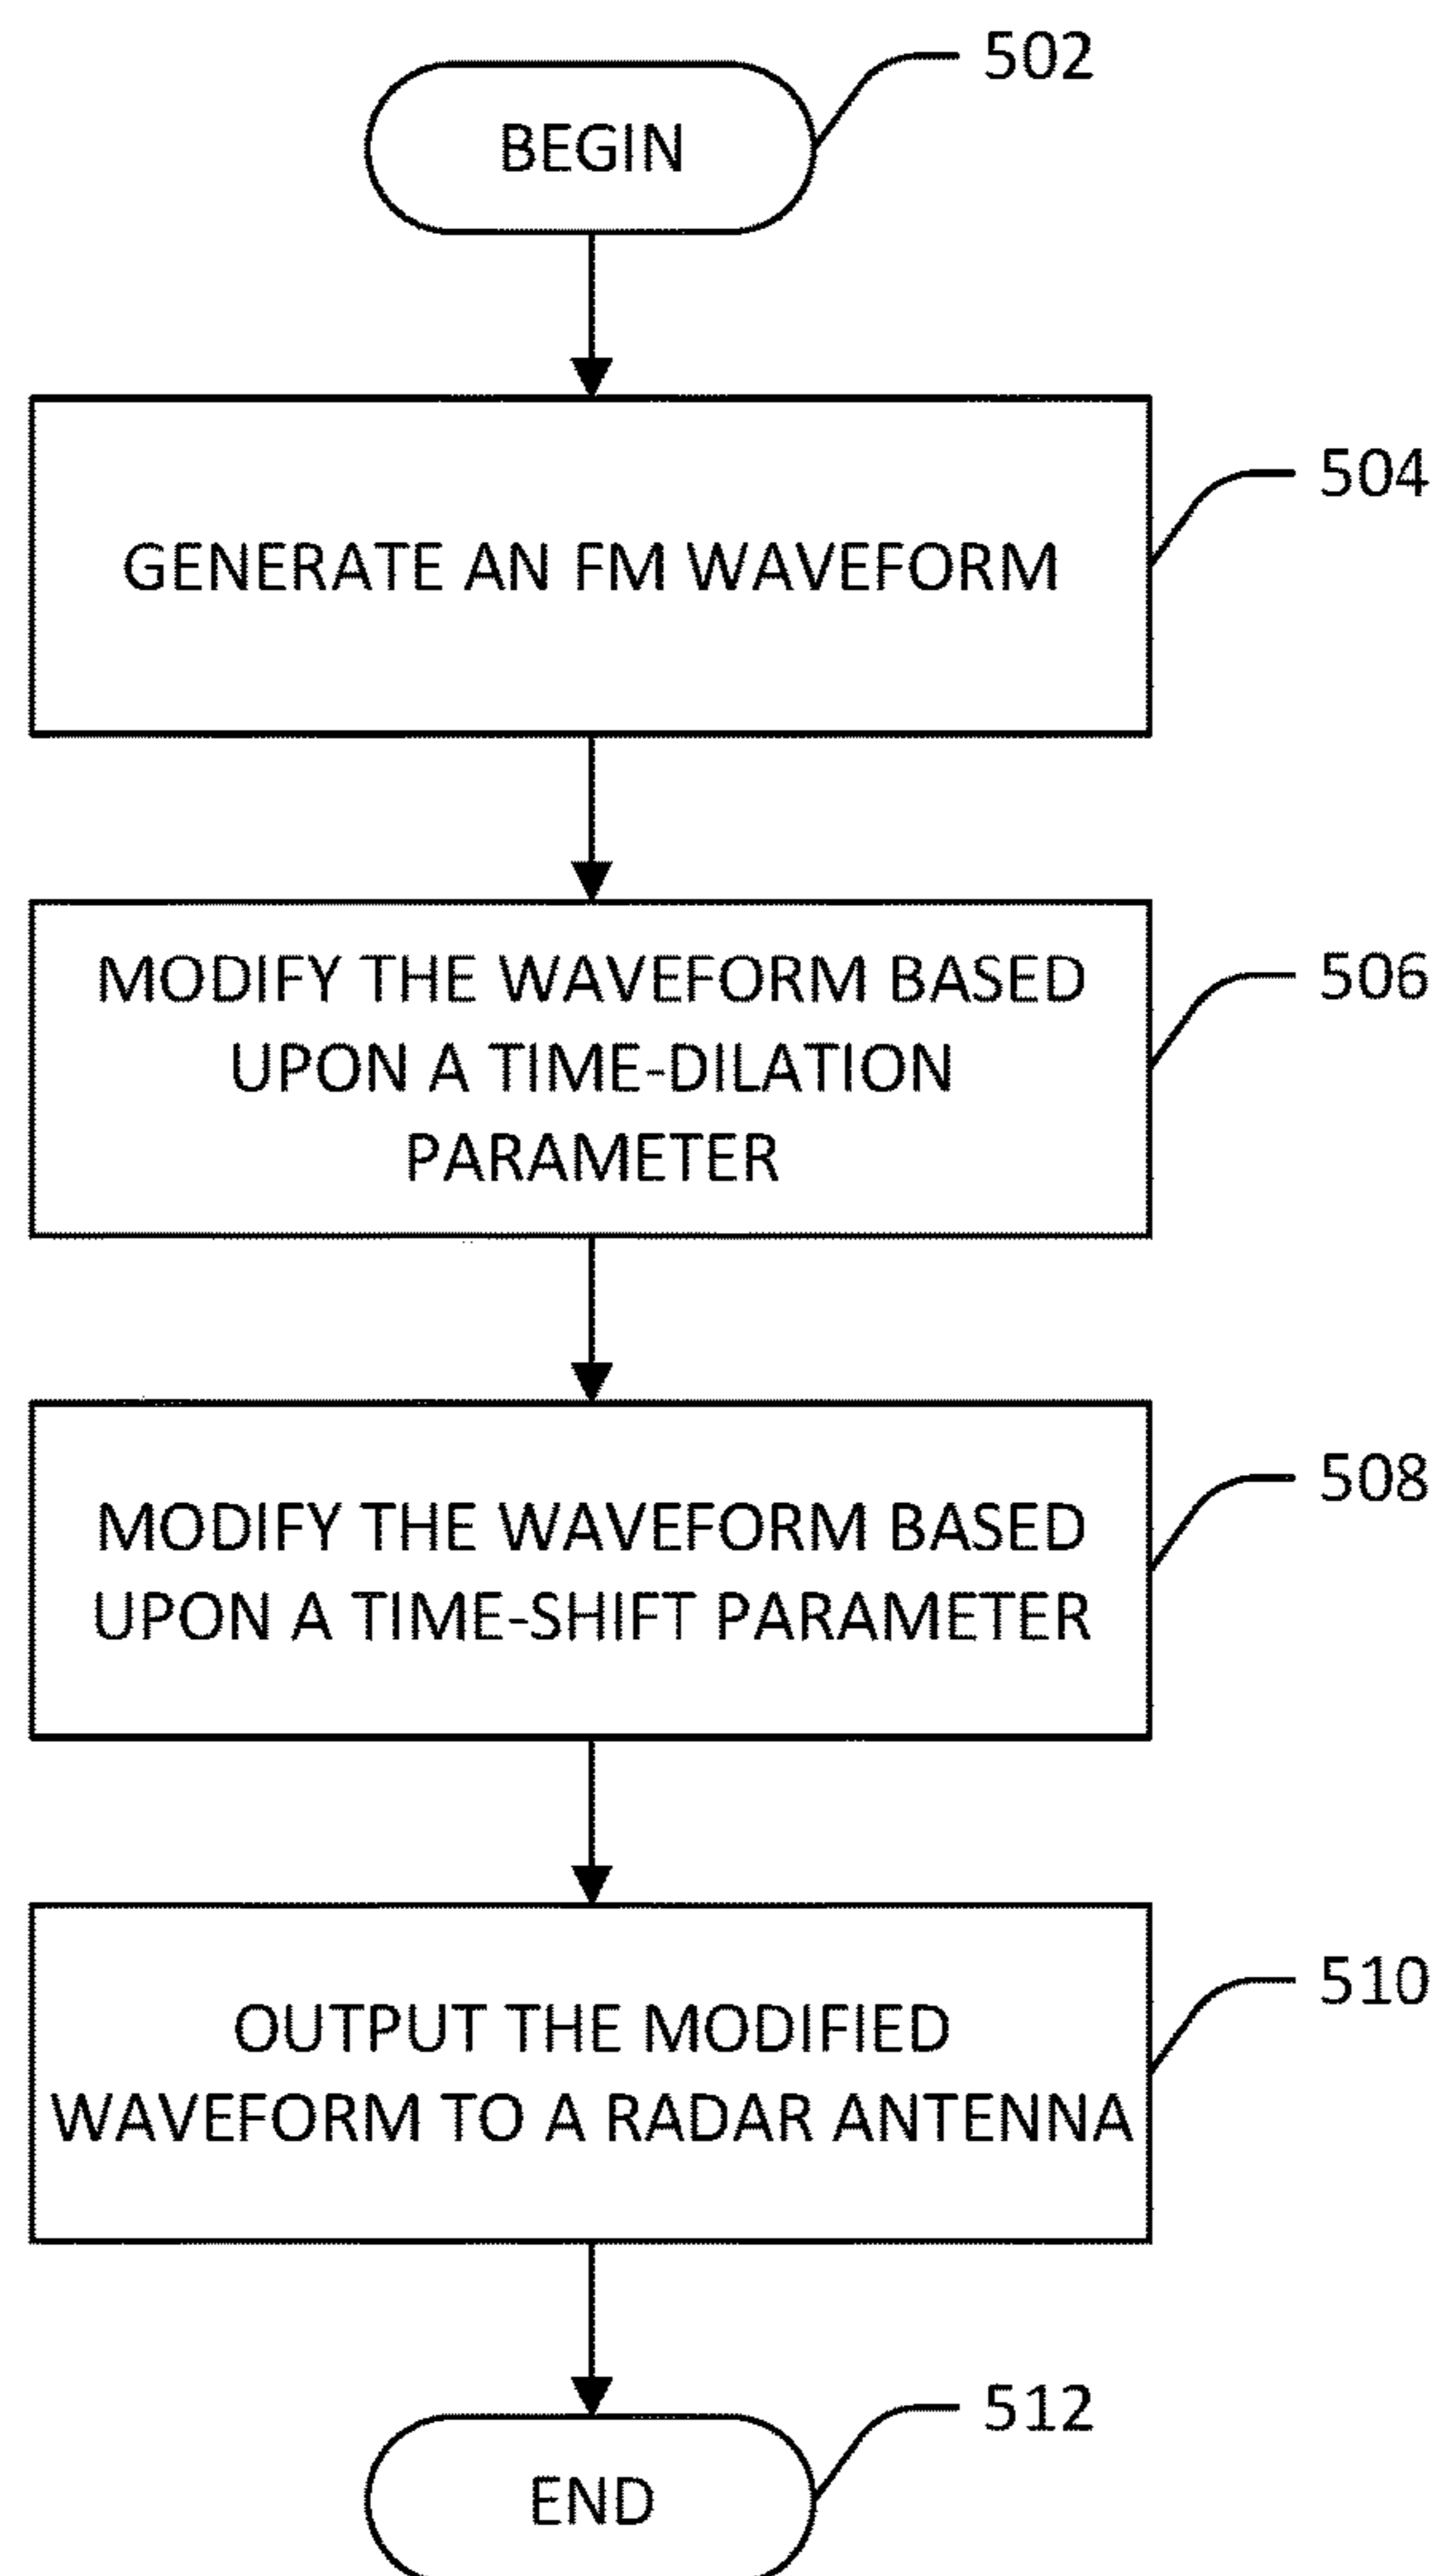 502
BEGIN
504
GENERATE AN FM WAVEFORM
506
MODIFY THE WAVEFORM BASED
UPON A TIME-DILATION
PARAMETER
508
MODIFY THE WAVEFORM BASED
UPON A TIME-SHIFT PARAMETER
510
OUTPUT THE MODIFIED
WAVEFORM TO A RADAR ANTENNA
512
END